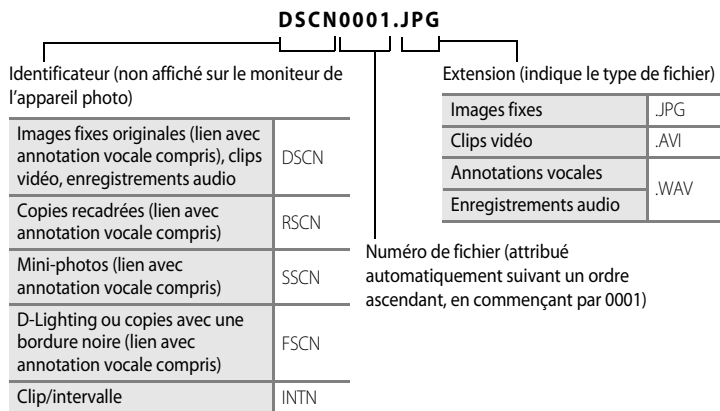 DSCN0001.JPG
Identificateur (non affiché sur le moniteur de
l'appareil photo)
Images fixes originales (lien avec
annotation vocale compris), clips
vidéo, enregistrements audio
DSCN
Copies recadrées (lien avec
annotation vocale compris)
RSCN
Mini-photos (lien avec
annotation vocale compris)
SSCN
D-Lighting ou copies avec une
bordure noire (lien avec
annotation vocale compris)
FSCN
Clip/intervalle
INTN
Extension (indique le type de fichier)
Images fixes
.JPG
Clips vidéo
.AVI
Annotations vocales
Enregistrements audio
.WAV
Numéro de fichier (attribué
automatiquement suivant un ordre
ascendant, en commençant par 0001)